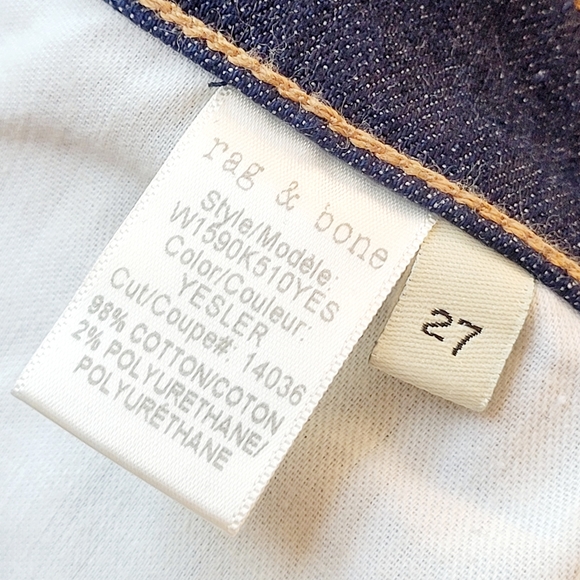 rag & bone
Style/Modèle:
W1590K510YES
Color/Couleur:
YESLER
Cut/Coupe#: 14036
98% COTTON/COTON
2% POLYURETHANE/
POLYURÉTHANE
27